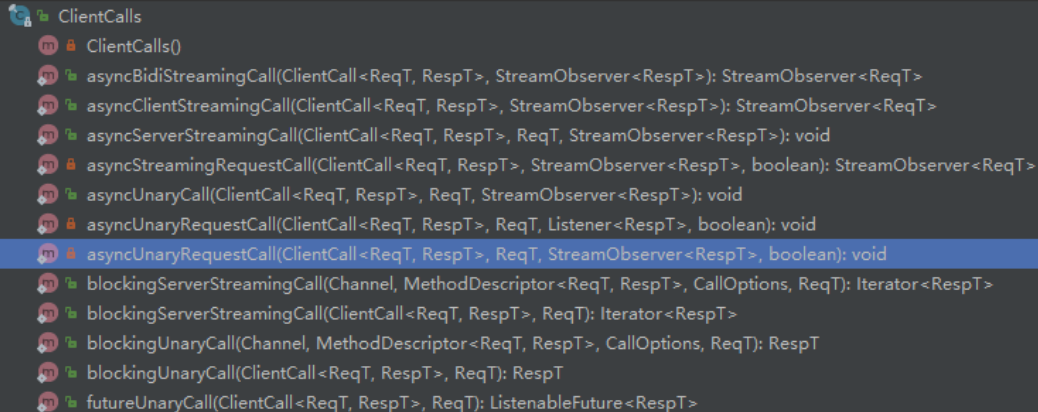 ClientCalls
ClientCalls()
asyncBidiStreamingCall(ClientCall<ReqT, RespT>, StreamObserver<RespT>): StreamObserver<ReqT>
asyncClientStreamingCall(ClientCall<ReqT, RespT>, StreamObserver<RespT>): StreamObserver<ReqT>
asyncServerStreamingCall(ClientCall<ReqT, RespT>, ReqT, StreamObserver<RespT>): void
asyncStreamingRequestCall(ClientCall<ReqT, RespT>, StreamObserver<RespT>, boolean): StreamObserver<ReqT>
asyncUnaryCall(ClientCall<ReqT, RespT>, ReqT, StreamObserver<RespT>): void
asyncUnaryRequestCall(ClientCall<ReqT, RespT>, ReqT, Listener<RespT>, boolean): void
asyncUnaryRequestCall(ClientCall<ReqT, RespT>, ReqT, StreamObserver<RespT>, boolean): void
blockingServerStreamingCall(Channel, MethodDescriptor<ReqT, RespT>, CallOptions, ReqT): Iterator<RespT>
blockingServerStreamingCall(ClientCall<ReqT, RespT>, ReqT): Iterator<RespT>
blockingUnaryCall(Channel, MethodDescriptor<ReqT, RespT>, CallOptions, ReqT): RespT
blockingUnaryCall(ClientCall<ReqT, RespT>, ReqT): RespT
futureUnaryCall(ClientCall<ReqT, RespT>, ReqT): ListenableFuture<RespT>